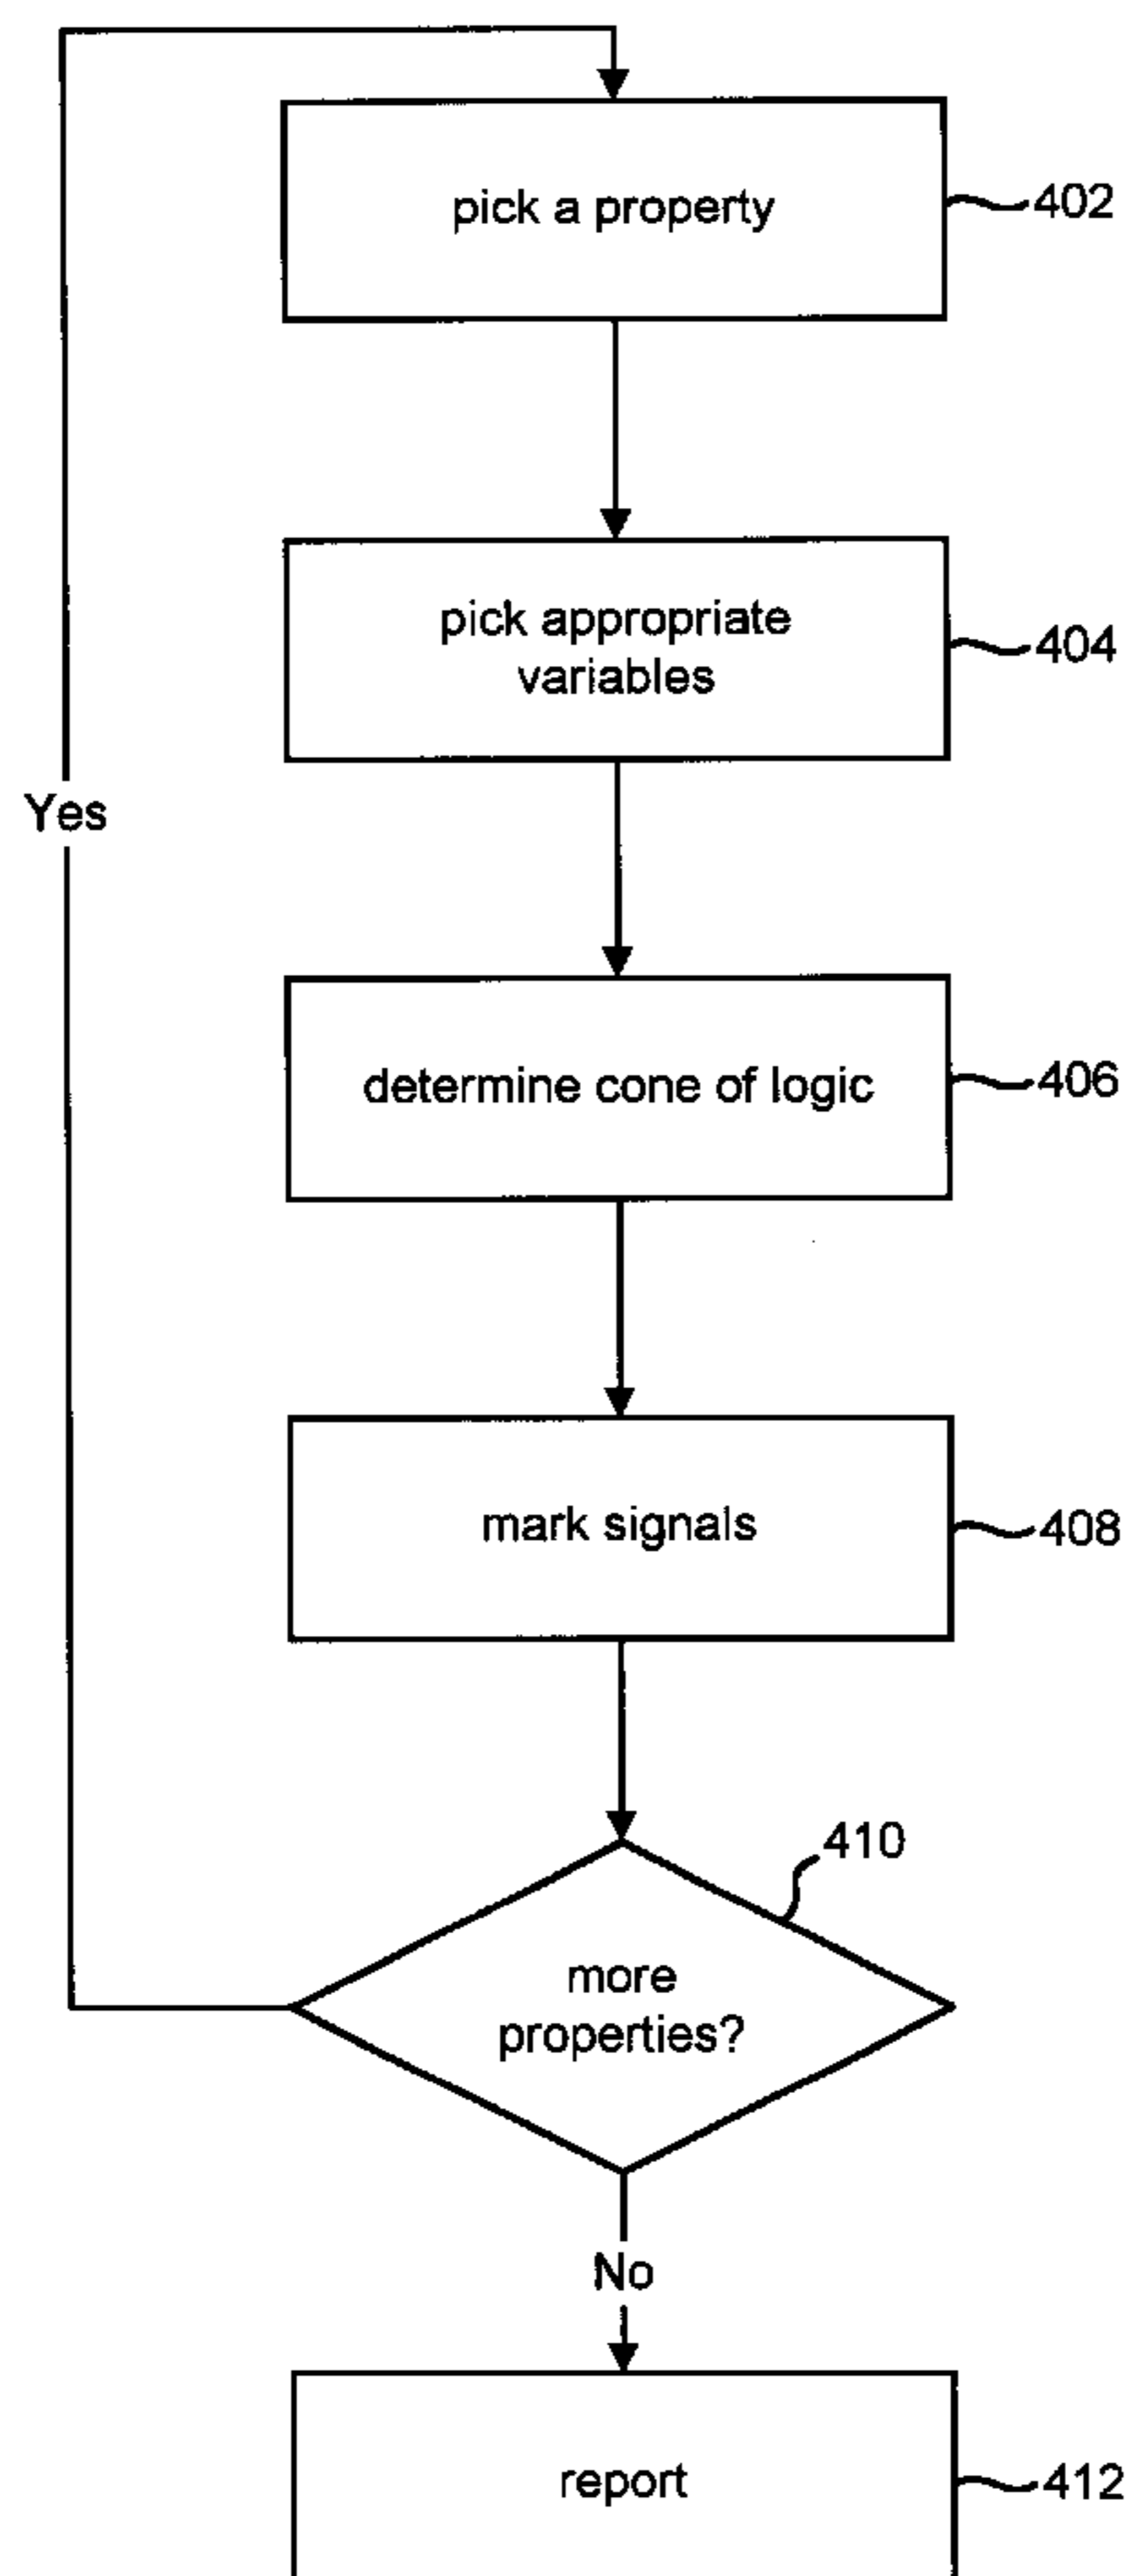 pick a property
402
pick appropriate
variables
404
Yes
determine cone of logic
406
mark signals
408
410
more
properties?
No
report
412